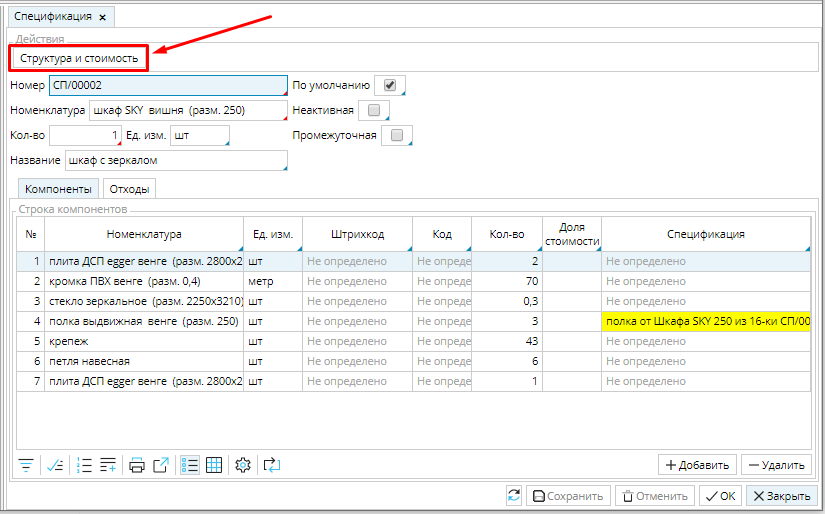 Спецификация ×
Действия
Структура и стоимость
Номер СП/00002 По умолчанию
Номенклатура шкаф SKY вишня (разм. 250) Неактивная
Кол-во 1 Ед. изм. шт Промежуточная
Название шкаф с зеркалом
Компоненты Отходы
Строка компонентов
№ Номенклатура Ед. изм. Штрихкод Код Кол-во Доля стоимости Спецификация
1 плита ДСП egger венге (разм. 2800x2 шт Не определено Не опреде 2 Не определено
2 кромка ПВХ венге (разм. 0,4) метр Не определено Не опреде 70 Не определено
3 стекло зеркальное (разм. 2250x3210) шт Не определено Не опреде 0,3 Не определено
4 полка выдвижная венге (разм. 250) шт Не определено Не опреде 3 полка от Шкафа SKY 250 из 16-ки СП/00
5 крепеж шт Не определено Не опреде 43 Не определено
6 петля навесная шт Не определено Не опреде 6 Не определено
7 плита ДСП egger венге (разм. 2800x2 шт Не определено Не опреде 1 Не определено
Добавить Удалить
Сохранить Отменить OK Закрыть